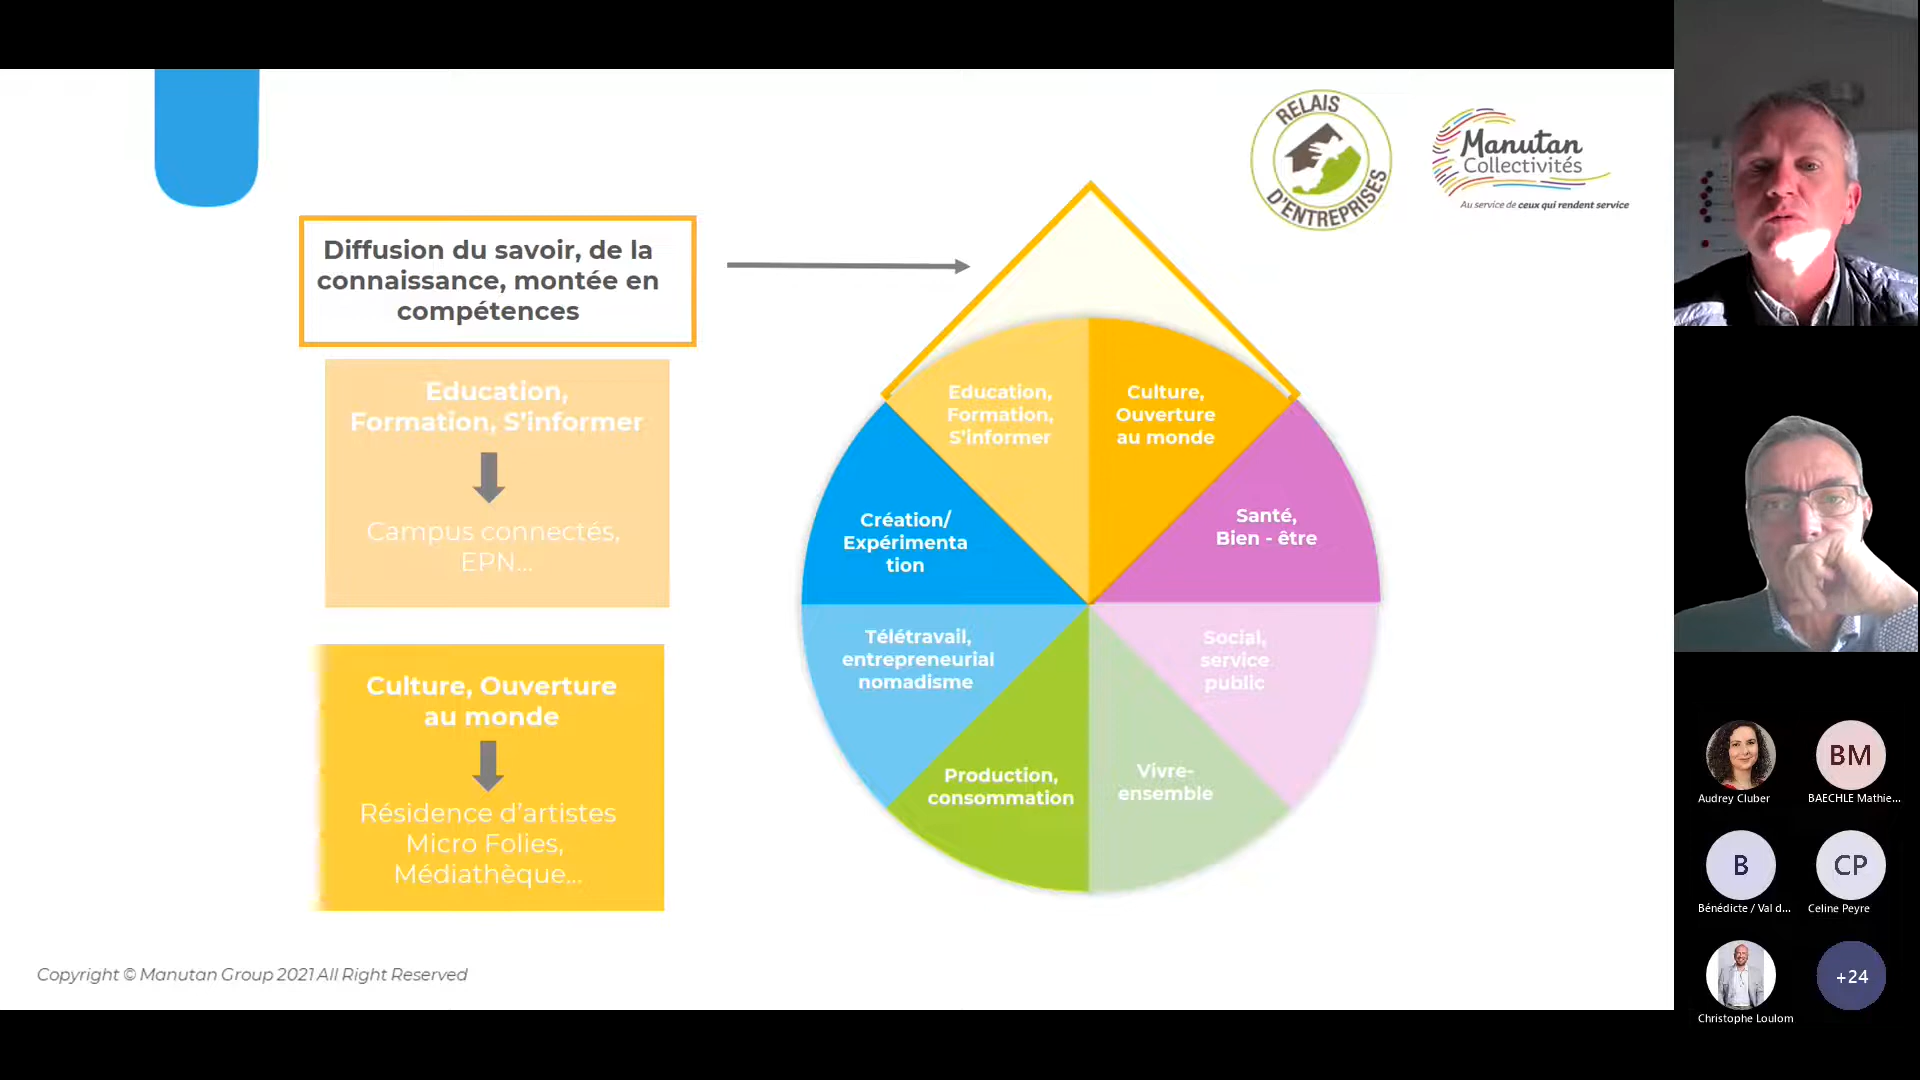 RELAIS
D'ENTREPRISES
Manutan
Collectivités
Au service de ceux qui rendent service
Diffusion du savoir, de la
connaissance, montée en
compétences
Education,
Formation, S'informer
Campus connectés,
EPN...
Culture, Ouverture
au monde
Résidence d'artistes
Micro Folies,
Médiathèque...
Education,
Formation,
S'informer
Culture,
Ouverture
au monde
Création/
Expérimenta
tion
Santé,
Bien - être
Télétravail,
entrepreneurial
nomadisme
Social,
service
public
Production,
consommation
Vivre-
ensemble
Copyright © Manutan Group 2021 All Right Reserved
BM
Audrey Cluber
BAECHLE Mathie...
B
CP
Bénédicte / Val d...
Celine Peyre
+24
Christophe Loulom